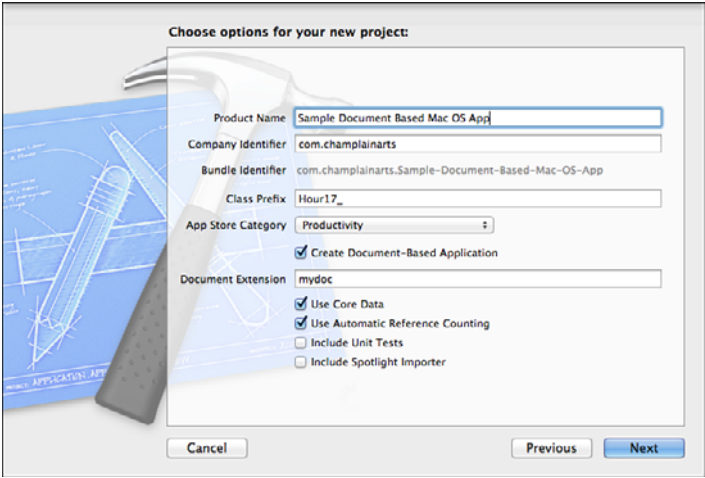 Choose options for your new project:
Product Name Sample Document Based Mac OS App
Company Identifier com.champlainarts
Bundle Identifier com.champlainarts.Sample-Document-Based-Mac-OS-App
Class Prefix Hour17_
App Store Category Productivity
Create Document-Based Application
Document Extension mydoc
Use Core Data
Use Automatic Reference Counting
Include Unit Tests
Include Spotlight Importer
Cancel Previous Next